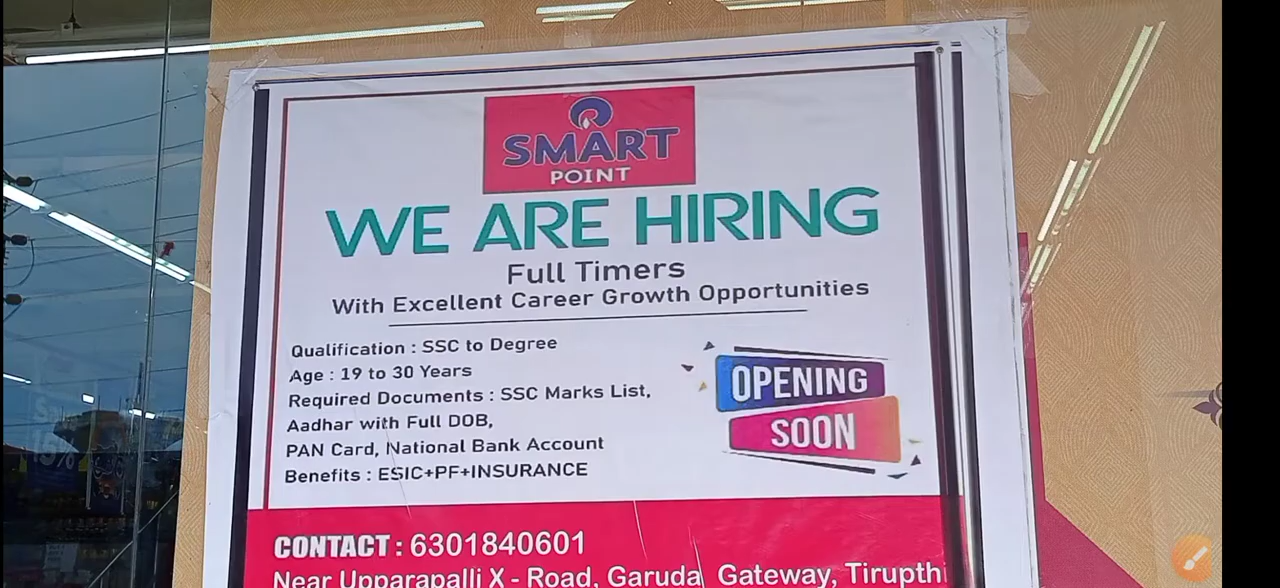 SMART
POINT
WE ARE HIRING
Full Timers
With Excellent Career Growth Opportunities
Qualification : SSC to Degree
Age : 19 to 30 Years
Required Documents : SSC Marks List,
Aadhar with Full DOB,
PAN Card, National Bank Account
Benefits : ESIC+PF+INSURANCE
OPENING
SOON
CONTACT : 6301840601
Near Upparapalli X - Road, Garuda Gateway, Tirupthi